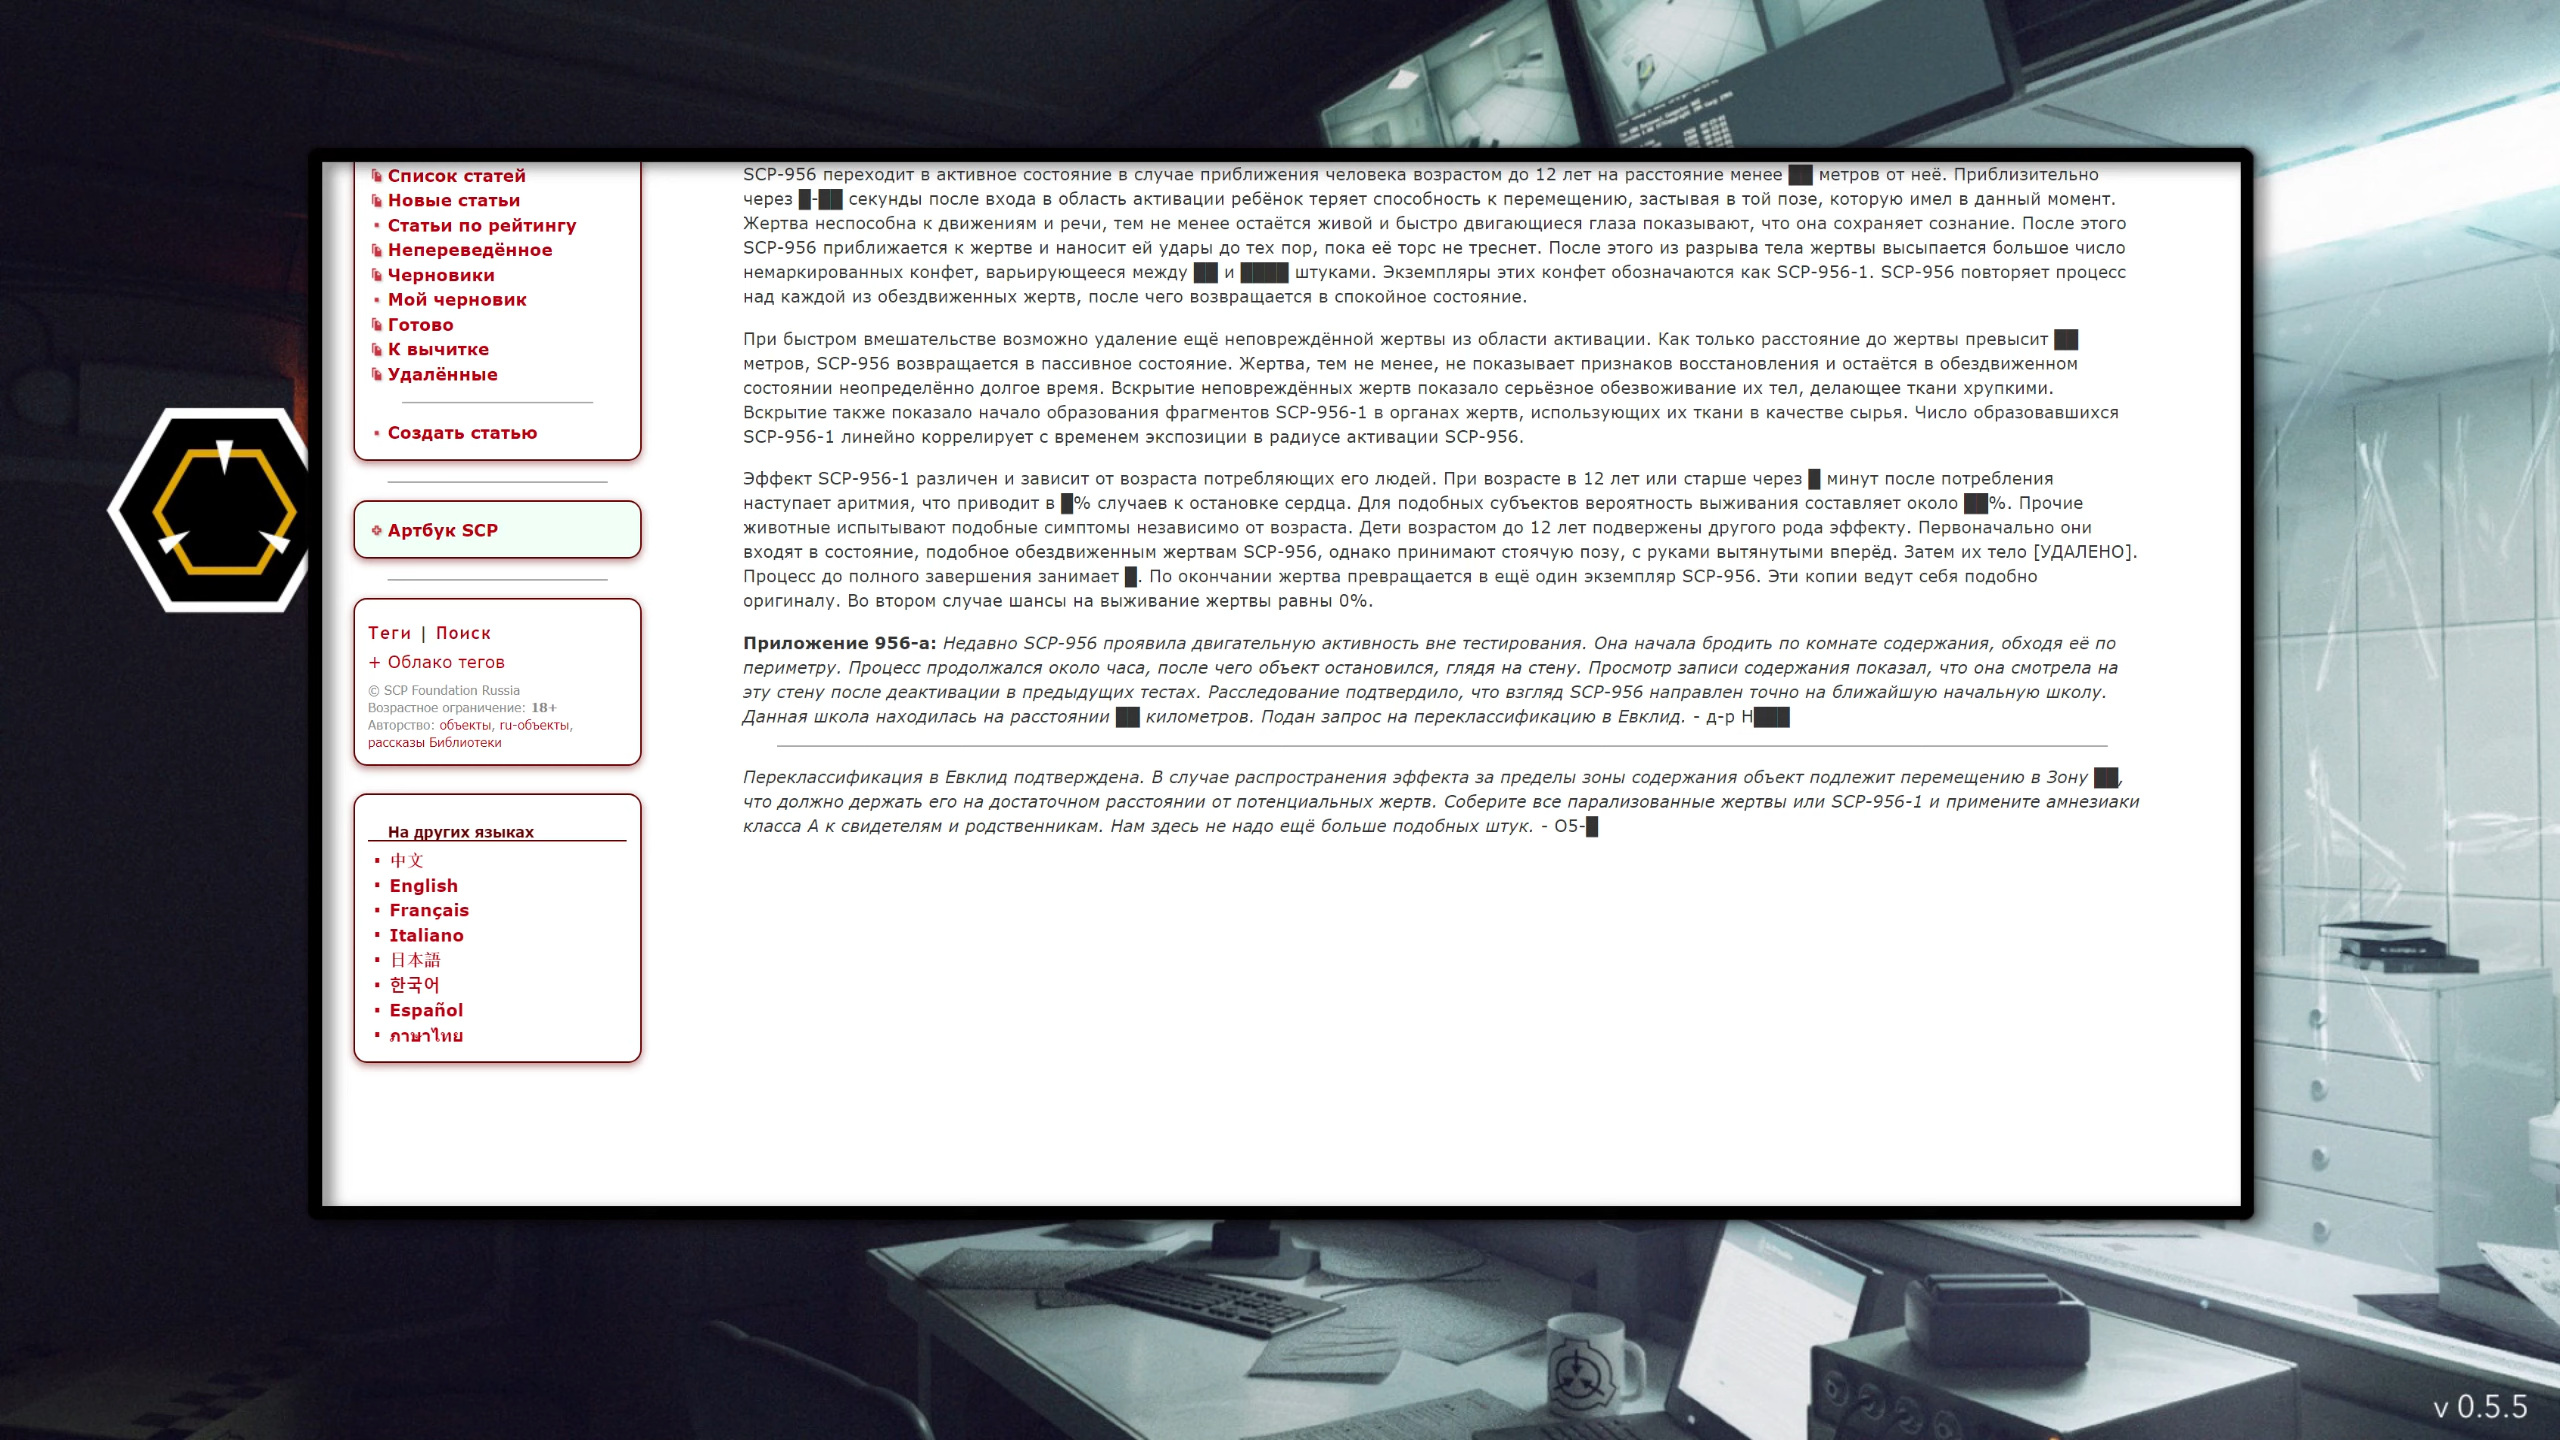 Список статей
Новые статьи
Статьи по рейтингу
Непереведённое
Черновики
Мой черновик
Готово
К вычитке
Удалённые
Создать статью
Артбук SCP
Теги | Поиск
+ Облако тегов
© SCP Foundation Russia
Возрастное ограничение: 18+
Авторство: объекты, ru-объекты,
рассказы Библиотеки
На других языках
中文
English
Français
Italiano
日本語
한국어
Español
ภาษาไทย
SCP-956 переходит в активное состояние в случае приближения человека возрастом до 12 лет на расстояние менее ██ метров от неё. Приблизительно
через █-██ секунды после входа в область активации ребёнок теряет способность к перемещению, застывая в той позе, которую имел в данный момент.
Жертва неспособна к движениям и речи, тем не менее остаётся живой и быстро двигающиеся глаза показывают, что она сохраняет сознание. После этого
SCP-956 приближается к жертве и наносит ей удары до тех пор, пока её торс не треснет. После этого из разрыва тела жертвы высыпается большое число
немаркированных конфет, варьирующееся между ██ и ████ штуками. Экземпляры этих конфет обозначаются как SCP-956-1. SCP-956 повторяет процесс
над каждой из обездвиженных жертв, после чего возвращается в спокойное состояние.
При быстром вмешательстве возможно удаление ещё неповреждённой жертвы из области активации. Как только расстояние до жертвы превысит ██
метров, SCP-956 возвращается в пассивное состояние. Жертва, тем не менее, не показывает признаков восстановления и остаётся в обездвиженном
состоянии неопределённо долгое время. Вскрытие неповреждённых жертв показало серьёзное обезвоживание их тел, делающее ткани хрупкими.
Вскрытие также показало начало образования фрагментов SCP-956-1 в органах жертв, использующих их ткани в качестве сырья. Число образовавшихся
SCP-956-1 линейно коррелирует с временем экспозиции в радиусе активации SCP-956.
Эффект SCP-956-1 различен и зависит от возраста потребляющих его людей. При возрасте в 12 лет или старше через █ минут после потребления
наступает аритмия, что приводит в █% случаев к остановке сердца. Для подобных субъектов вероятность выживания составляет около ██%. Прочие
животные испытывают подобные симптомы независимо от возраста. Дети возрастом до 12 лет подвержены другого рода эффекту. Первоначально они
входят в состояние, подобное обездвиженным жертвам SCP-956, однако принимают стоячую позу, с руками вытянутыми вперёд. Затем их тело [УДАЛЕНО].
Процесс до полного завершения занимает █. По окончании жертва превращается в ещё один экземпляр SCP-956. Эти копии ведут себя подобно
оригиналу. Во втором случае шансы на выживание жертвы равны 0%.
Приложение 956-а: Недавно SCP-956 проявила двигательную активность вне тестирования. Она начала бродить по комнате содержания, обходя её по
периметру. Процесс продолжался около часа, после чего объект остановился, глядя на стену. Просмотр записи содержания показал, что она смотрела на
эту стену после деактивации в предыдущих тестах. Расследование подтвердило, что взгляд SCP-956 направлен точно на ближайшую начальную школу.
Данная школа находилась на расстоянии ██ километров. Подан запрос на переклассификацию в Евклид. - д-р Н███
Переклассификация в Евклид подтверждена. В случае распространения эффекта за пределы зоны содержания объект подлежит перемещению в Зону ██,
что должно держать его на достаточном расстоянии от потенциальных жертв. Соберите все парализованные жертвы или SCP-956-1 и примените амнезиаки
класса А к свидетелям и родственникам. Нам здесь не надо ещё больше подобных штук. - О5-█
v 0.5.5